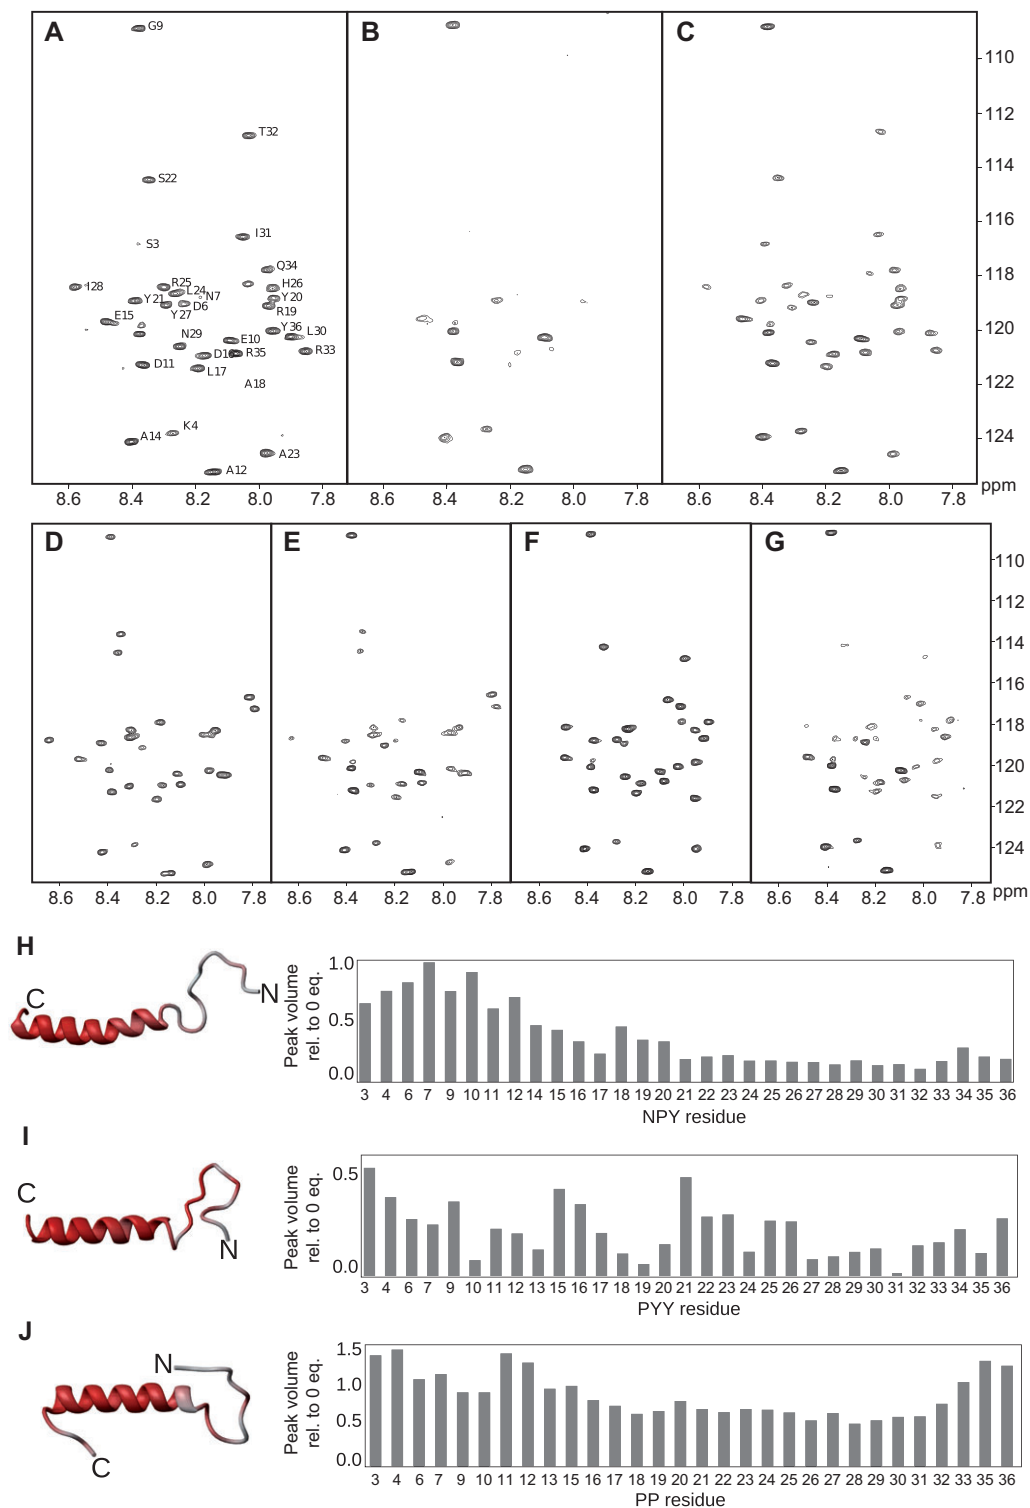 A
B
C
G9
T32
S22
I31
S3
Q34
I28
R25
L24
N7
H26
Y21
D6
Y20
E15
Y27
R19
N29
Y36
L30
E10
D16
R35
R33
D11
L17
A18
K4
A14
A23
A12
110
112
114
116
118
120
122
124
ppm
8.6 8.4 8.2 8.0 7.8
8.6 8.4 8.2 8.0 7.8
8.6 8.4 8.2 8.0 7.8
D
E
F
G
110
112
114
116
118
120
122
124
ppm
8.6 8.4 8.2 8.0 7.8
8.6 8.4 8.2 8.0 7.8
8.6 8.4 8.2 8.0 7.8
8.6 8.4 8.2 8.0 7.8
H
C
N
Peak volume
rel. to 0 eq.
1.0
0.5
0.0
3 4 6 7 9 10 11 12 14 15 16 17 18 19 20 21 22 23 24 25 26 27 28 29 30 31 32 33 34 35 36
NPY residue
I
C
N
Peak volume
rel. to 0 eq.
0.5
0.0
3 4 6 7 9 10 11 12 13 15 16 17 18 19 20 21 22 23 24 25 26 27 28 29 30 31 32 33 34 35 36
PYY residue
J
N
C
Peak volume
rel. to 0 eq.
1.5
1.0
0.5
0.0
3 4 6 7 9 10 11 12 13 15 16 17 18 19 20 21 22 23 24 25 26 27 28 29 30 31 32 33 34 35 36
PP residue